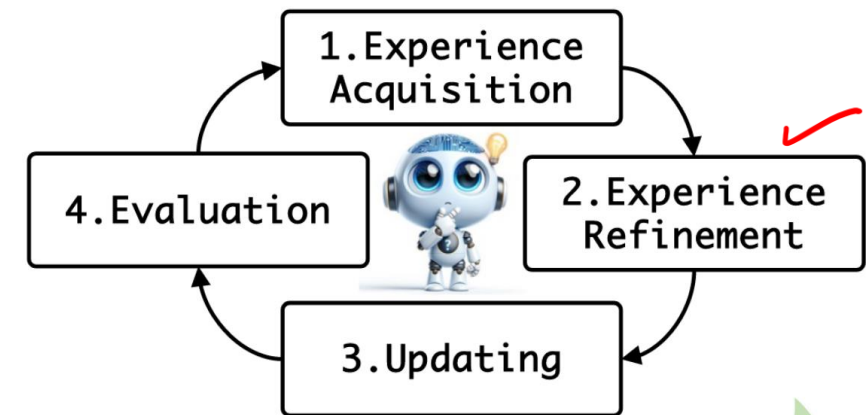 1.Experience
Acquisition
2.Experience
Refinement
3.Updating
4.Evaluation